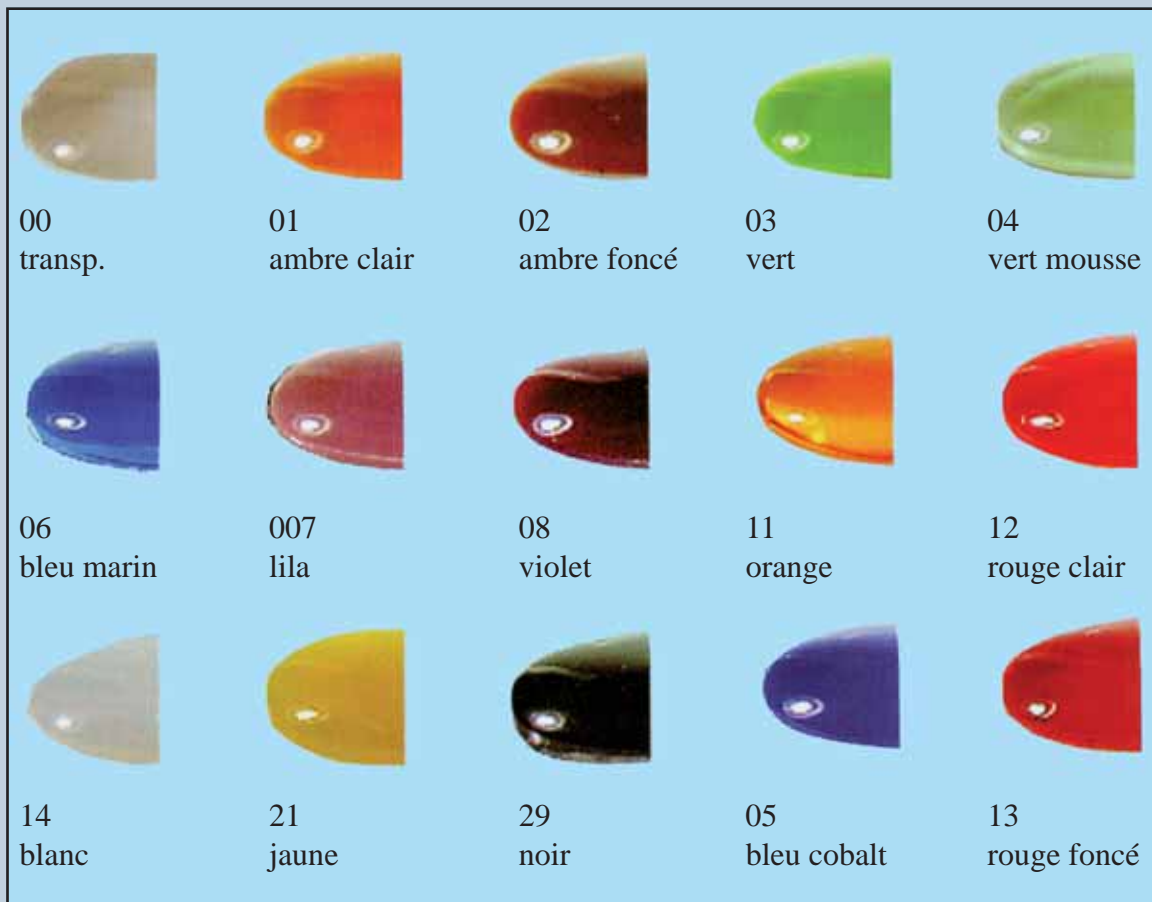 00
transp.
01
ambre clair
02
ambre foncé
03
vert
04
vert mousse
06
bleu marin
007
lila
08
violet
11
orange
12
rouge clair
14
blanc
21
jaune
29
noir
05
bleu cobalt
13
rouge foncé